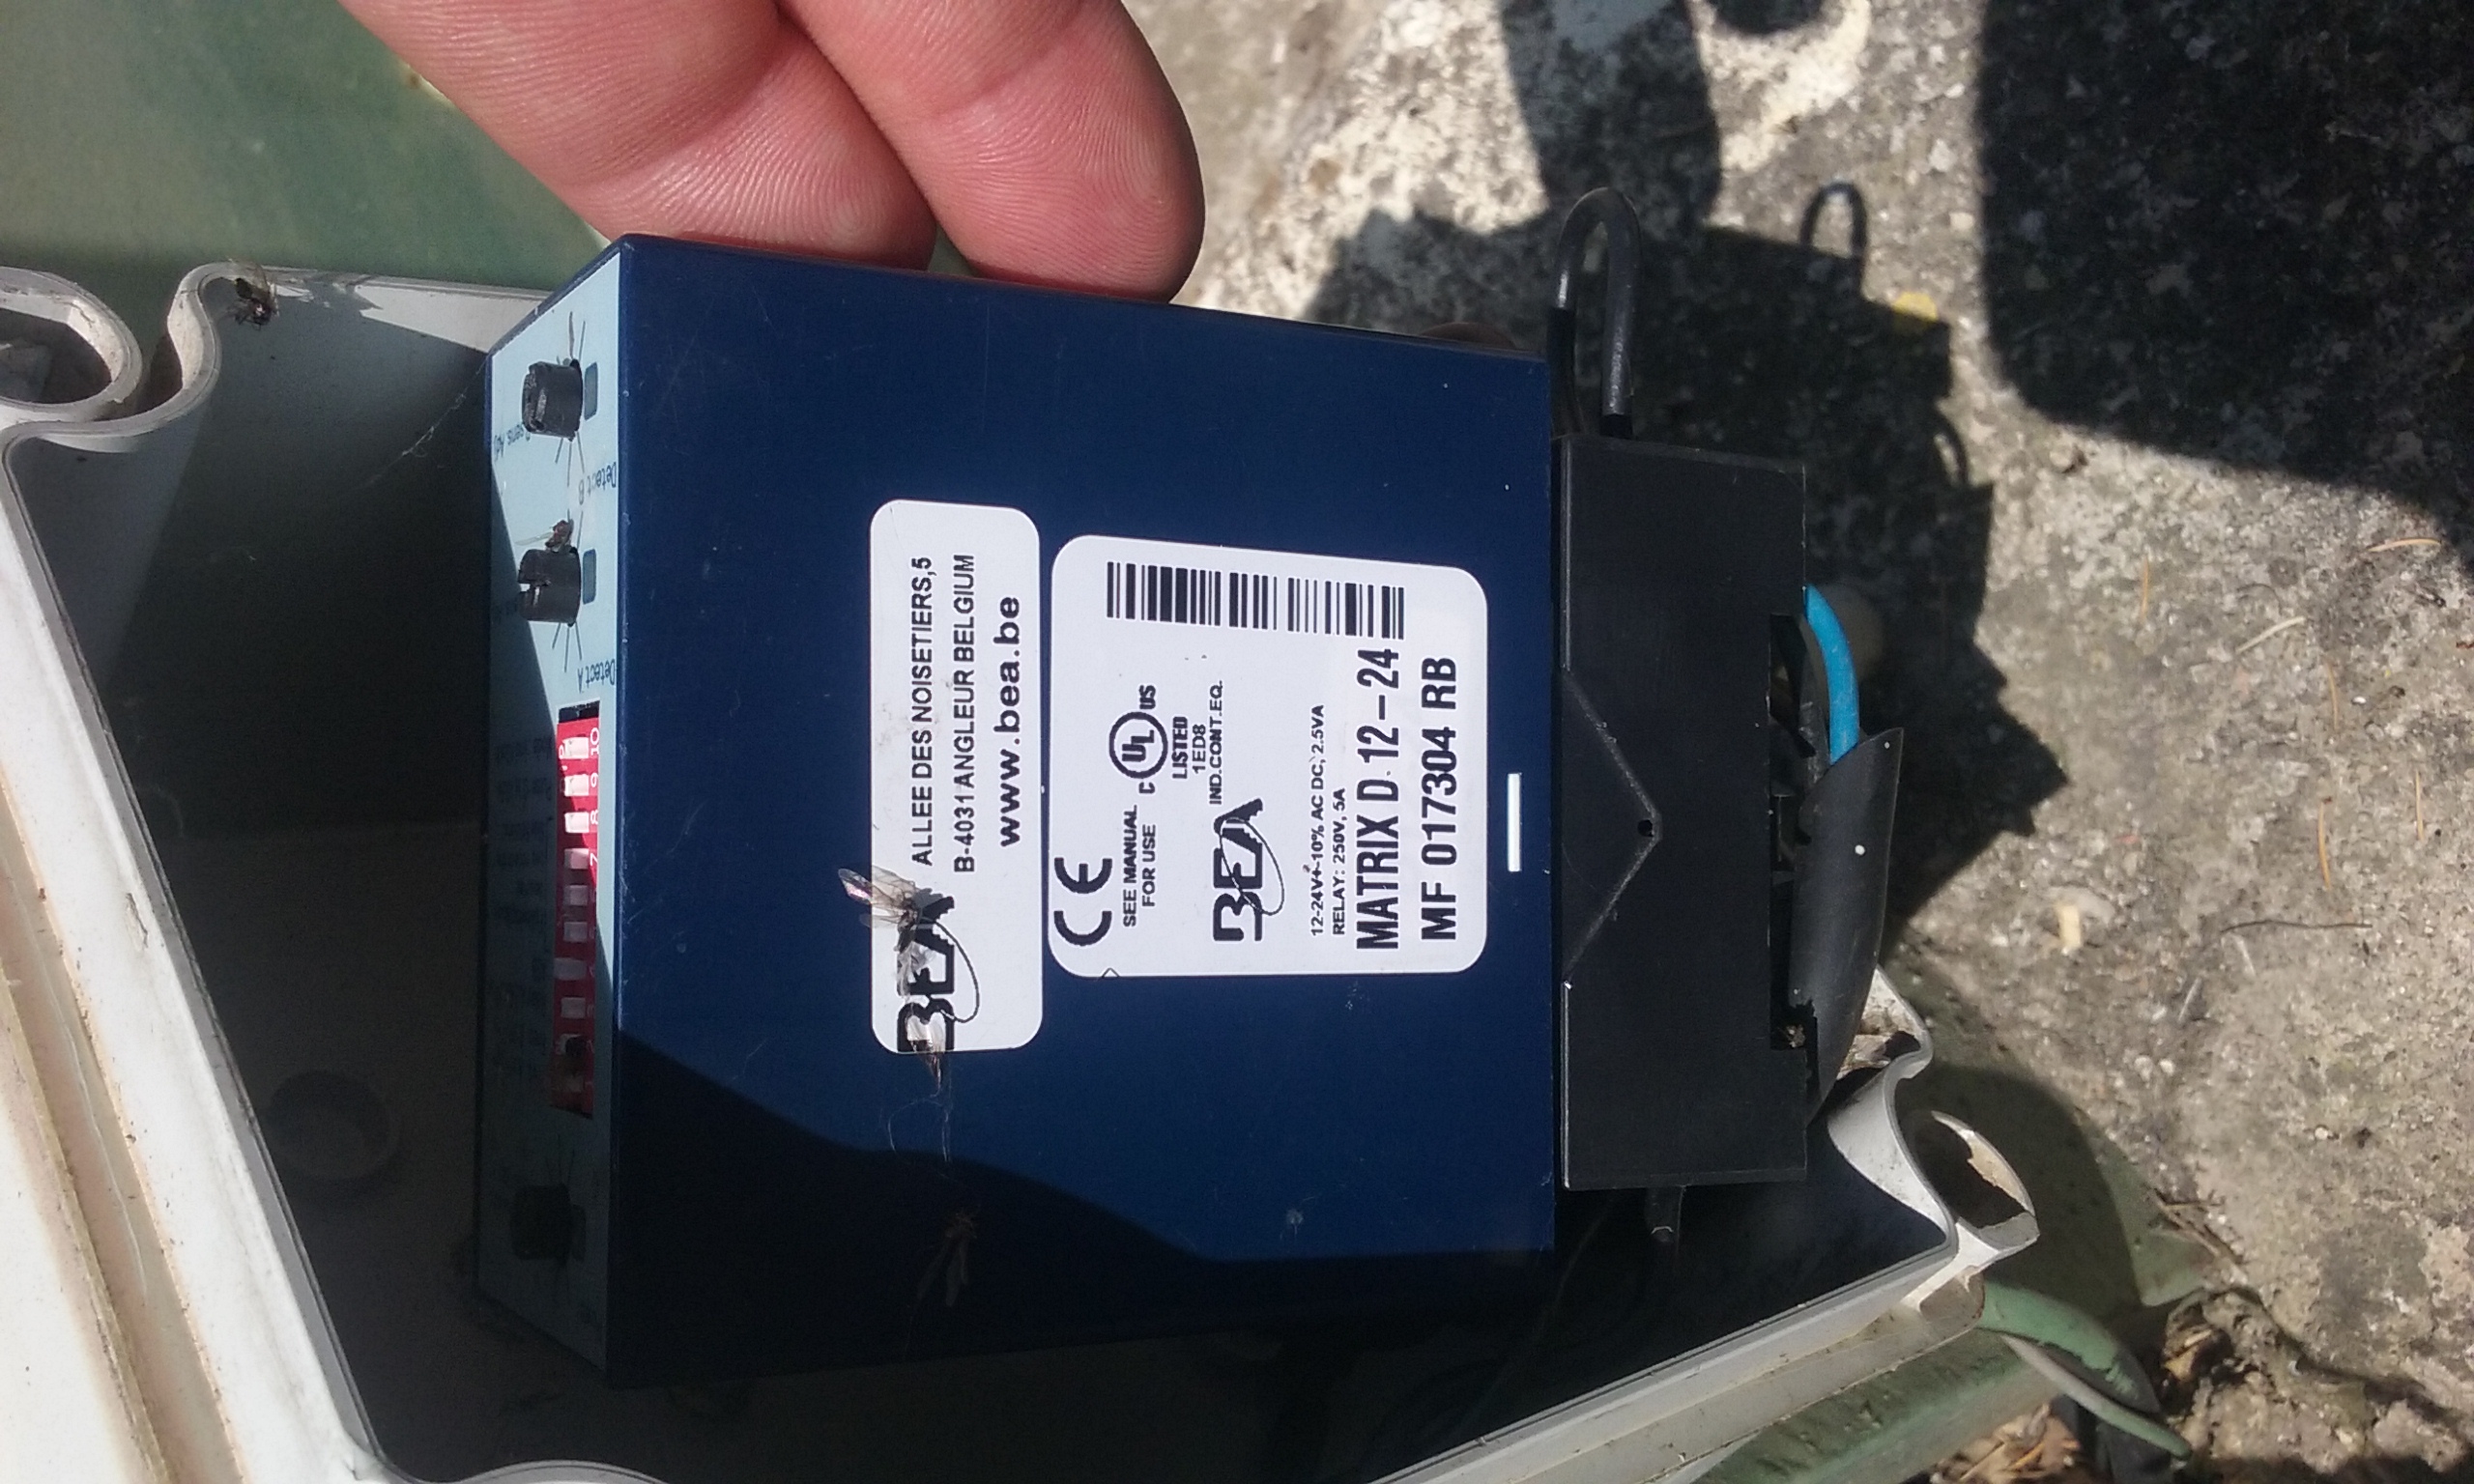 BEA
ALLEE DES NOISETIERS,5
B-4031 ANGLEUR BELGIUM
www.bea.be
CE
SEE MANUAL
FOR USE
C UL US
LISTED
1ED8
IND.CONT.EQ.
BEA
12-24V+-10% AC DC; 2.5VA
RELAY: 250V, 5A
MATRIX D 12-24
MF 017304 RB
Detect A
Detect B
7 8 9 10